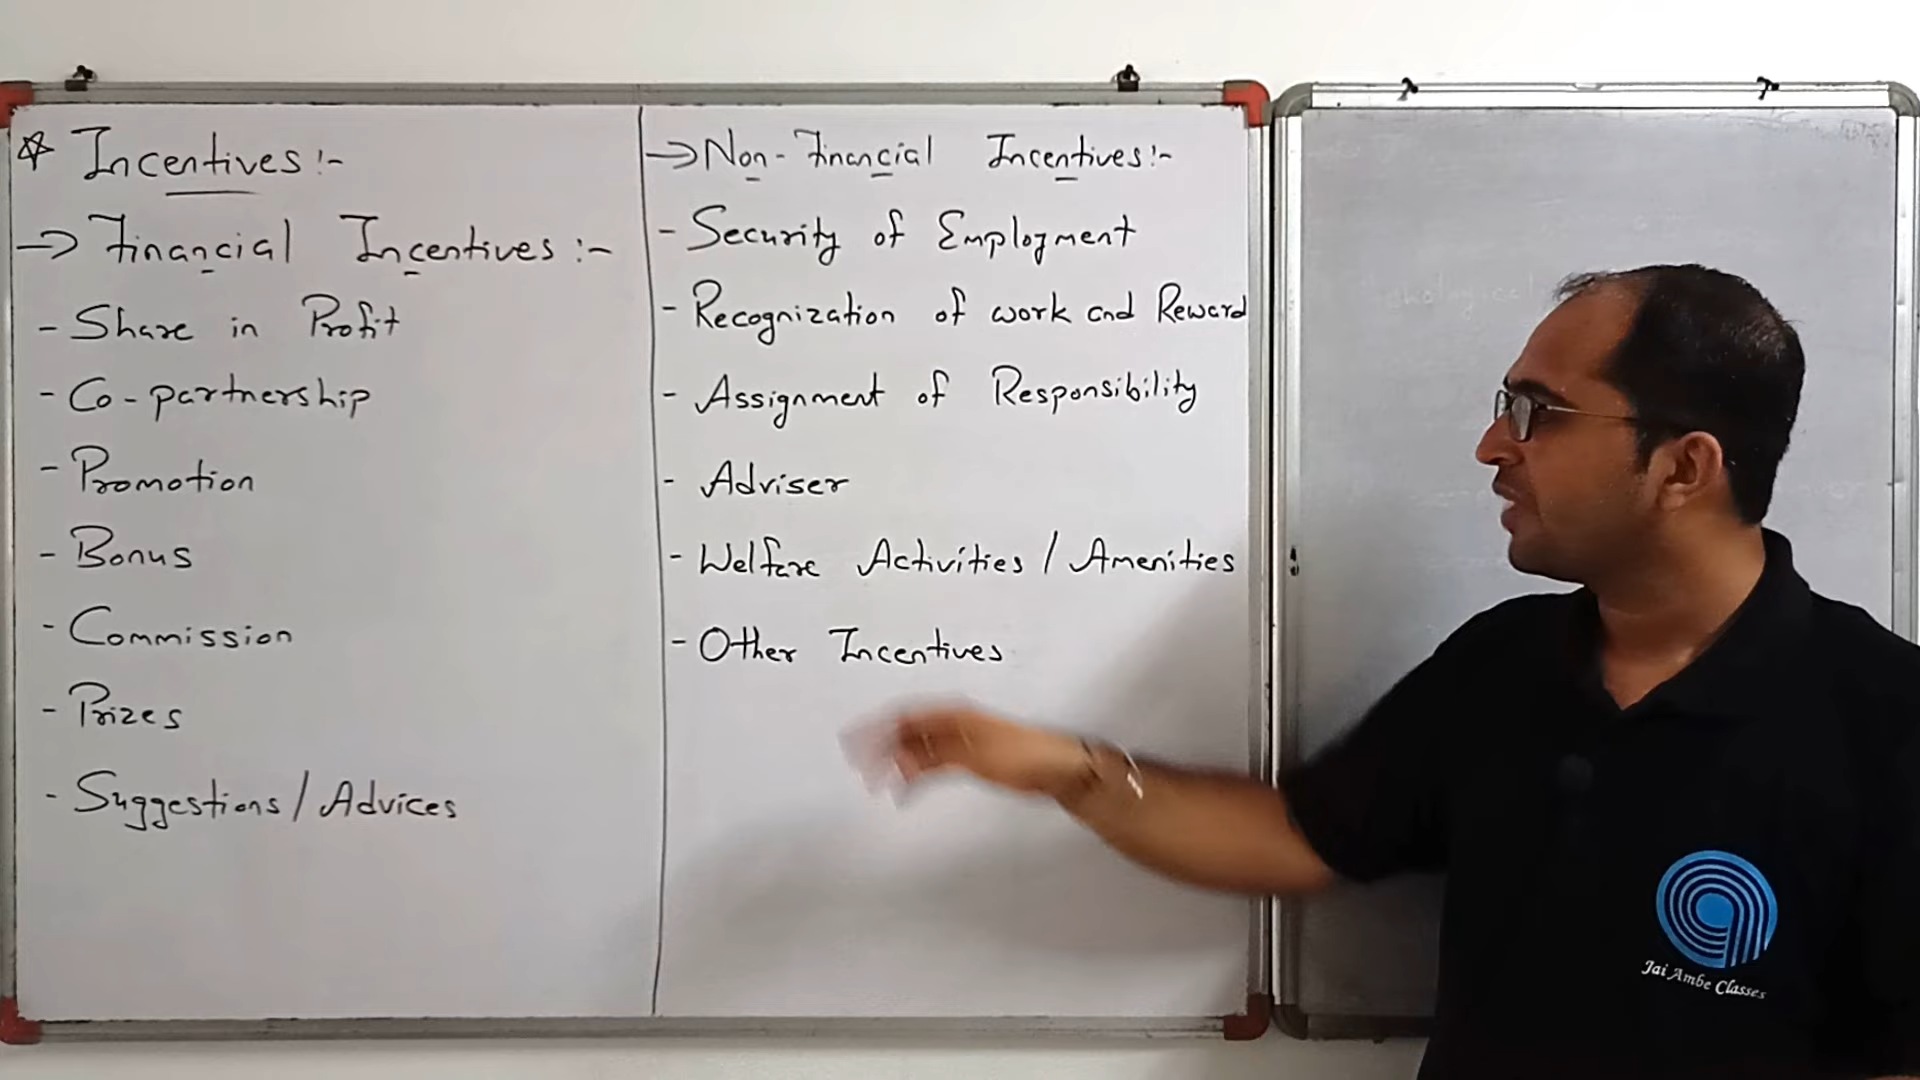 ☆ Incentives :-
→ Financial Incentives :-
- Share in Profit
- Co-partnership
- Promotion
- Bonus
- Commission
- Prizes
- Suggestions / Advices
→ Non-Financial Incentives :-
- Security of Employment
- Recognization of work and Reward
- Assignment of Responsibility
- Adviser
- Welfare Activities / Amenities
- Other Incentives
Jai Ambe Classes